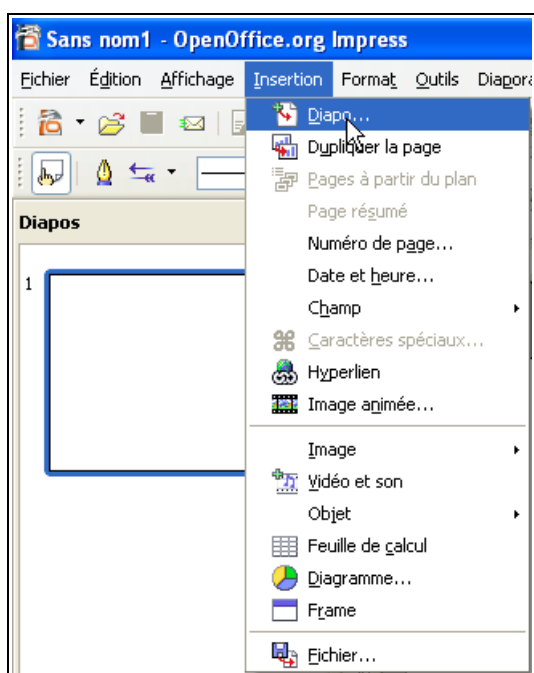 Sans nom1 - OpenOffice.org Impress
Fichier Édition Affichage Insertion Format Outils Diapora
Diapo...
Dupliquer la page
Pages à partir du plan
Diapos
Page résumé
Numéro de page...
1
Date et heure...
Champ
Caractères spéciaux...
Hyperlien
Image animée...
Image
Vidéo et son
Objet
Feuille de calcul
Diagramme...
Frame
Fichier...